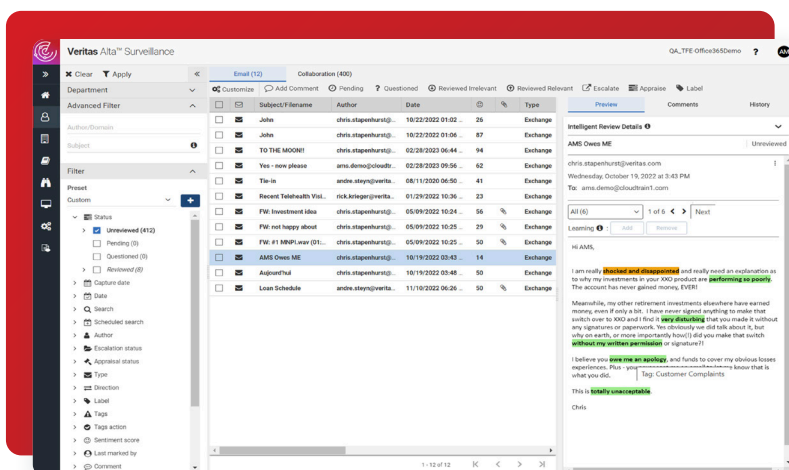 Veritas Alta™ Surveillance
QA_TFE-Office365Demo ? AM
Clear Apply
Department
Advanced Filter
Author/Domain
Subject
Filter
Preset
Custom
Status
Unreviewed (412)
Pending (0)
Questioned (0)
Reviewed (8)
Capture date
Date
Search
Scheduled search
Author
Escalation status
Appraisal status
Type
Direction
Label
Tags
Tags action
Sentiment score
Last marked by
Comment
Email (12) Collaboration (400)
Customize Add Comment Pending ? Questioned Reviewed Irrelevant Reviewed Relevant Escalate Appraise Label
Subject/Filename Author Date Type
John chris.stapenhurst@... 10/22/2022 01:02 ... 26 Exchange
John chris.stapenhurst@... 10/22/2022 01:06 ... 87 Exchange
TO THE MOON!! chris.stapenhurst@... 02/28/2023 06:44 ... 94 Exchange
Yes - now please ams.demo@cloudtr... 02/28/2023 09:56 ... 62 Exchange
Tie-in andre.steyn@verita... 08/11/2020 06:50 ... 41 Exchange
Recent Telehealth Visi... rick.krieger@verita... 01/29/2022 10:36 ... 23 Exchange
FW: Investment idea chris.stapenhurst@... 05/09/2022 10:24 ... 56 Exchange
FW: not happy about chris.stapenhurst@... 05/09/2022 10:25 ... 29 Exchange
FW: #1 MNPI.wav (01:... chris.stapenhurst@... 05/09/2022 10:25 ... 50 Exchange
AMS Owes ME chris.stapenhurst@... 10/19/2022 03:43 ... 14 Exchange
Aujourd'hui chris.stapenhurst@... 10/19/2022 03:48 ... 50 Exchange
Loan Schedule andre.steyn@verita... 11/10/2022 06:26 ... 50 Exchange
1 - 12 of 12
Preview Comments History
Intelligent Review Details
AMS Owes ME Unreviewed
chris.stapenhurst@veritas.com
Wednesday, October 19, 2022 at 3:43 PM
To: ams.demo@cloudtrain1.com
All (6) 1 of 6 < > Next
Learning : Add Remove
Hi AMS,
I am really shocked and disappointed and really need an explanation as
to why my investments in your XXO product are performing so poorly.
The account has never gained money, EVER!
Meanwhile, my other retirement investments elsewhere have earned
money, even if only a bit. I have never signed anything to make that
switch over to XXO and I find it very disturbing that you made it without
any signatures or paperwork. Yes obviously we did talk about it, but
why on earth, or more importantly how(!) did you make that switch
without my written permission or signature?!
I believe you owe me an apology, and funds to cover my obvious losses
experiences. Plus - you know that is
what you did.
Tag: Customer Complaints
This is totally unacceptable.
Chris